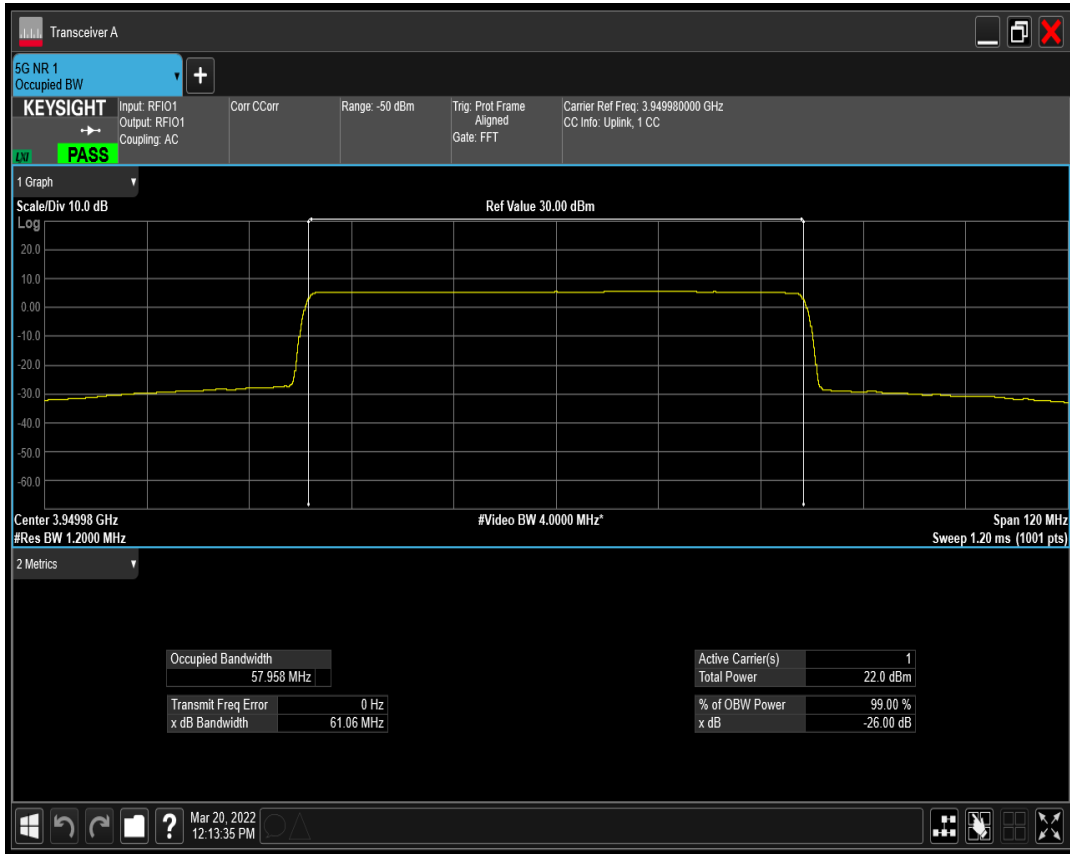 Transceiver A
5G NR 1
Occupied BW
+
KEYSIGHT
LXI
PASS
Input: RFIO1
Output: RFIO1
Coupling: AC
Corr CCorr
Range: -50 dBm
Trig: Prot Frame
Aligned
Gate: FFT
Carrier Ref Freq: 3.949980000 GHz
CC Info: Uplink, 1 CC
1 Graph
Scale/Div 10.0 dB
Ref Value 30.00 dBm
Log
20.0
10.0
0.00
-10.0
-20.0
-30.0
-40.0
-50.0
-60.0
Center 3.94998 GHz
#Video BW 4.0000 MHz*
Span 120 MHz
#Res BW 1.2000 MHz
Sweep 1.20 ms (1001 pts)
2 Metrics
Occupied Bandwidth
57.958 MHz
Transmit Freq Error 0 Hz
x dB Bandwidth 61.06 MHz
Active Carrier(s) 1
Total Power 22.0 dBm
% of OBW Power 99.00 %
x dB -26.00 dB
?
Mar 20, 2022
12:13:35 PM